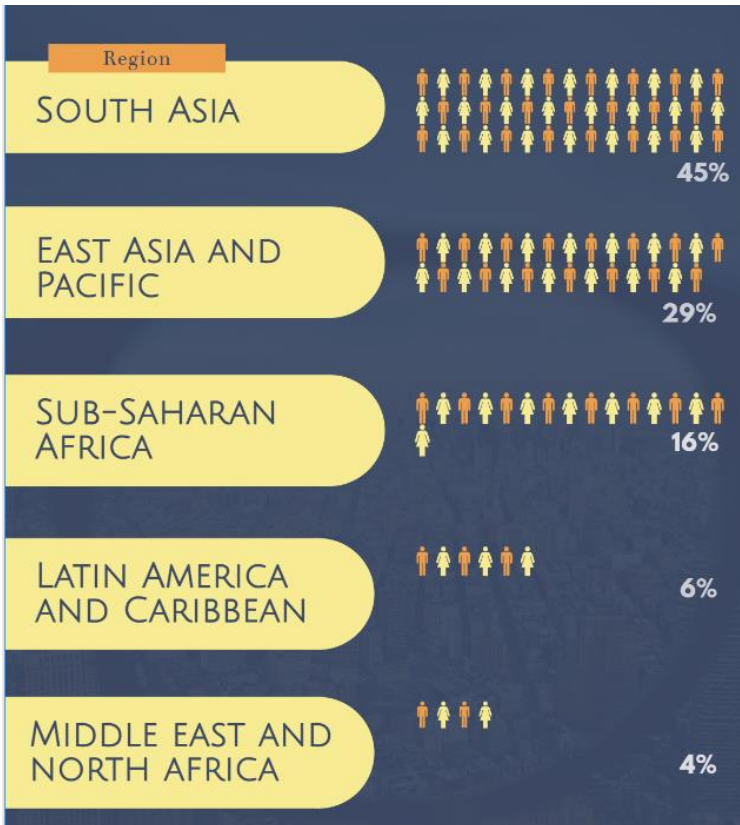 Region
SOUTH ASIA
45%
EAST ASIA AND
PACIFIC
29%
SUB-SAHARAN
AFRICA
16%
LATIN AMERICA
AND CARIBBEAN
6%
MIDDLE EAST AND
NORTH AFRICA
4%